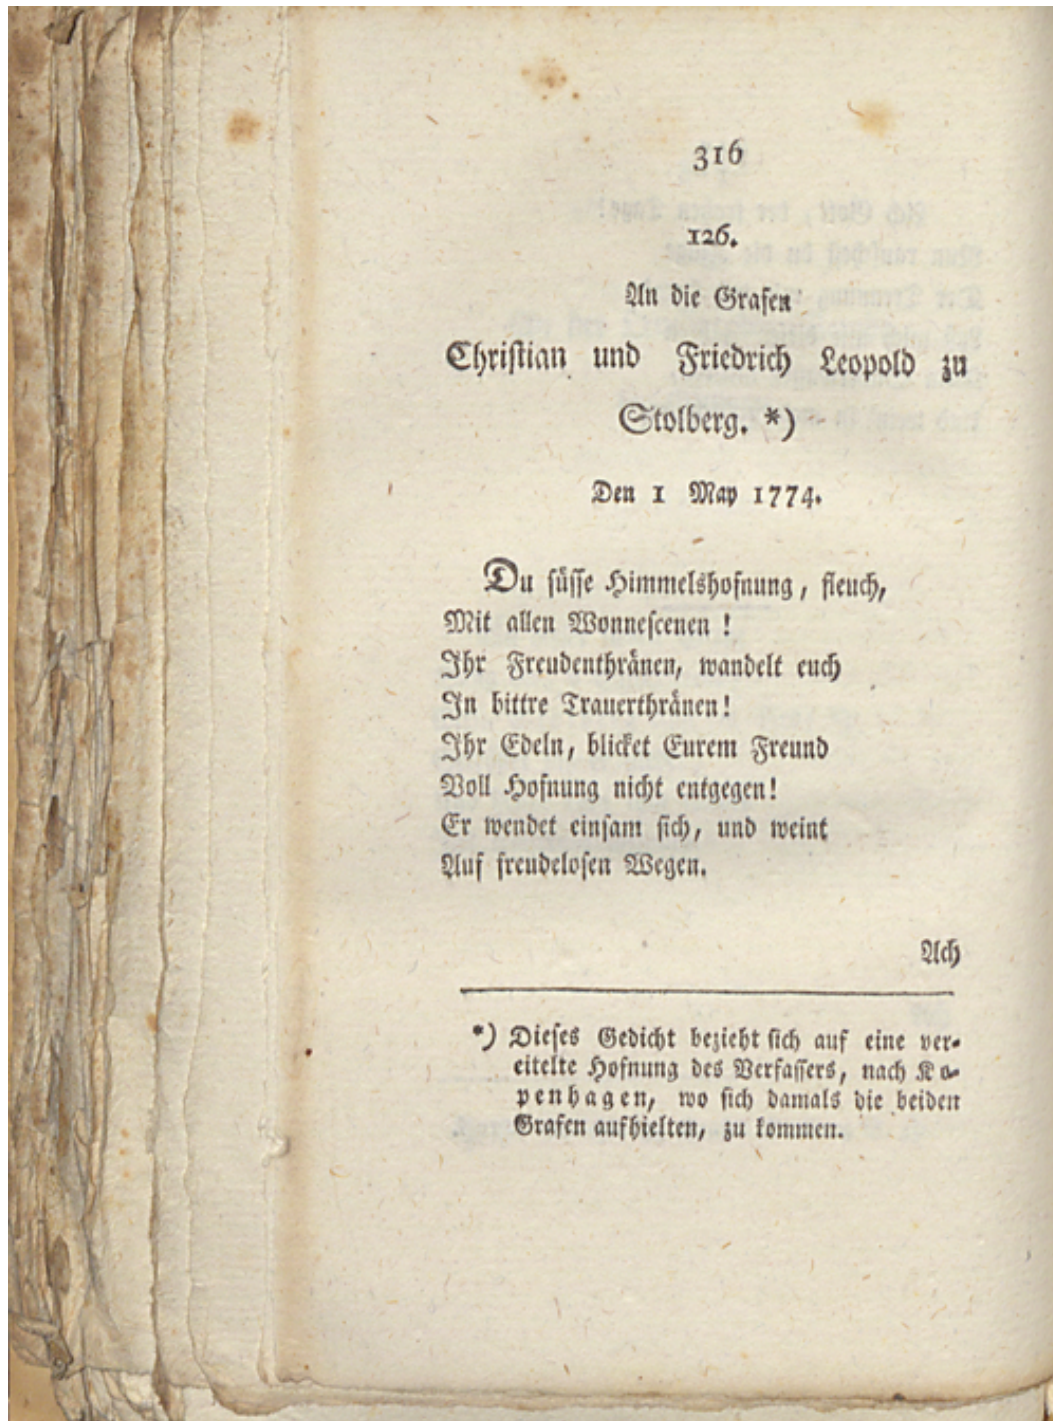 316
126.
An die Grafen
Christian und Friedrich Leopold zu
Stolberg. *)
Den 1 May 1774.
Du süsse Himmelshofnung, fleuch,
Mit allen Wonnescenen !
Ihr Freudenthränen, wandelt euch
In bittre Trauerthränen!
Ihr Edeln, blicket Eurem Freund
Voll Hofnung nicht entgegen!
Er wendet einsam sich, und weint
Auf freudelosen Wegen.
Ach
*) Dieses Gedicht bezieht sich auf eine ver-
eitelte Hofnung des Verfassers, nach Ko-
penhagen, wo sich damals die beiden
Grafen aufhielten, zu kommen.